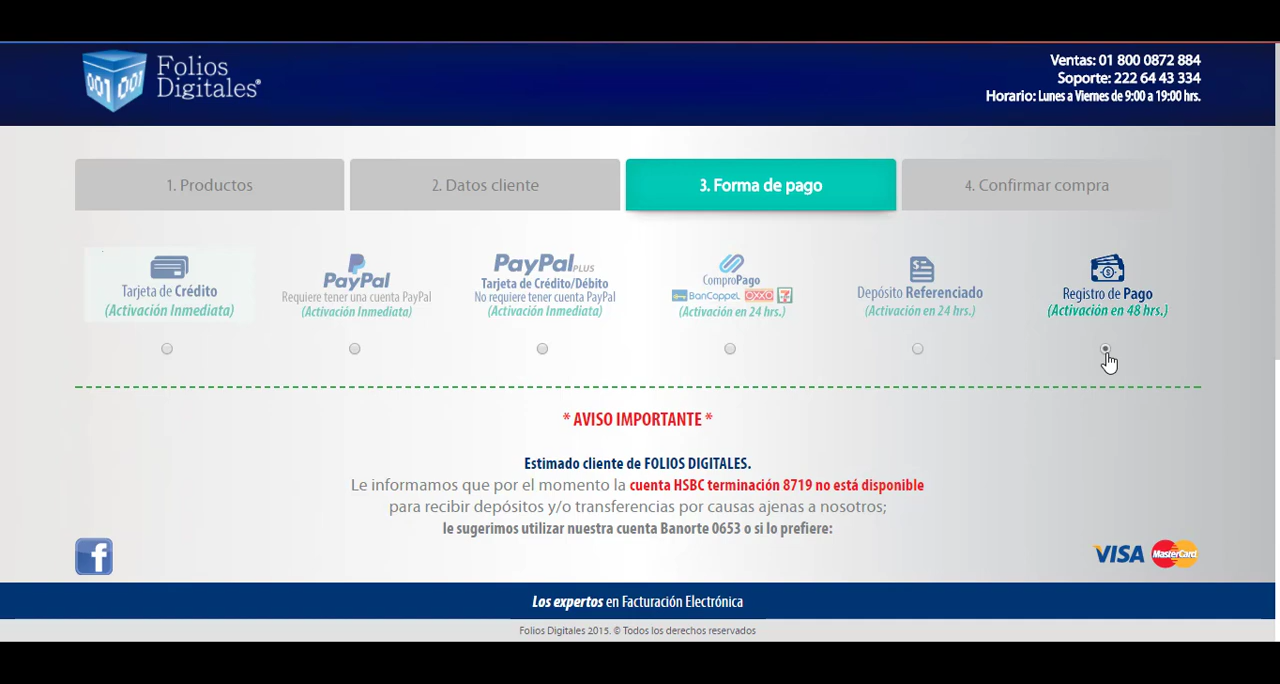 001 001
Folios
Digitales®
Ventas: 01 800 0872 884
Soporte: 222 64 43 334
Horario: Lunes a Viernes de 9:00 a 19:00 hrs.
1. Productos
2. Datos cliente
3. Forma de pago
4. Confirmar compra
Tarjeta de Crédito
(Activación Inmediata)
PayPal
Requiere tener una cuenta PayPal
(Activación Inmediata)
PayPal PLUS
Tarjeta de Crédito/Débito
No requiere tener cuenta PayPal
(Activación Inmediata)
ComproPago
BanCoppel OXXO 7
(Activación en 24 hrs.)
Depósito Referenciado
(Activación en 24 hrs.)
Registro de Pago
(Activación en 48 hrs.)
* AVISO IMPORTANTE *
Estimado cliente de FOLIOS DIGITALES.
Le informamos que por el momento la cuenta HSBC terminación 8719 no está disponible
para recibir depósitos y/o transferencias por causas ajenas a nosotros;
le sugerimos utilizar nuestra cuenta Banorte 0653 o si lo prefiere:
f
VISA MasterCard
Los expertos en Facturación Electrónica
Folios Digitales 2015. © Todos los derechos reservados